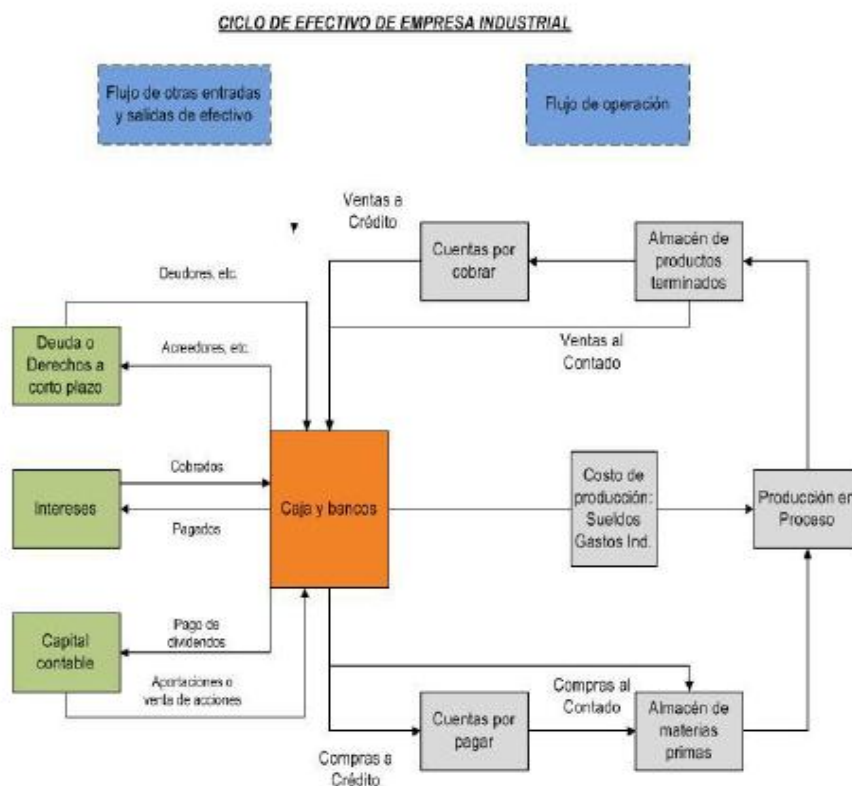 CICLO DE EFECTIVO DE EMPRESA INDUSTRIAL
Flujo de otras entradas
y salidas de efectivo
Flujo de operación
Ventas a
Crédito
Cuentas por
cobrar
Almacén de
productos
terminados
Deudores, etc.
Ventas al
Contado
Deuda o
Derechos a
corto plazo
Acreedores, etc.
Intereses
Cobrados
Pagados
Caja y bancos
Costo de
producción:
Sueldos
Gastos Ind.
Producción en
Proceso
Capital
contable
Pago de
dividendos
Aportaciones o
venta de acciones
Compras a
Crédito
Cuentas por
pagar
Compras al
Contado
Almacén de
materias
primas